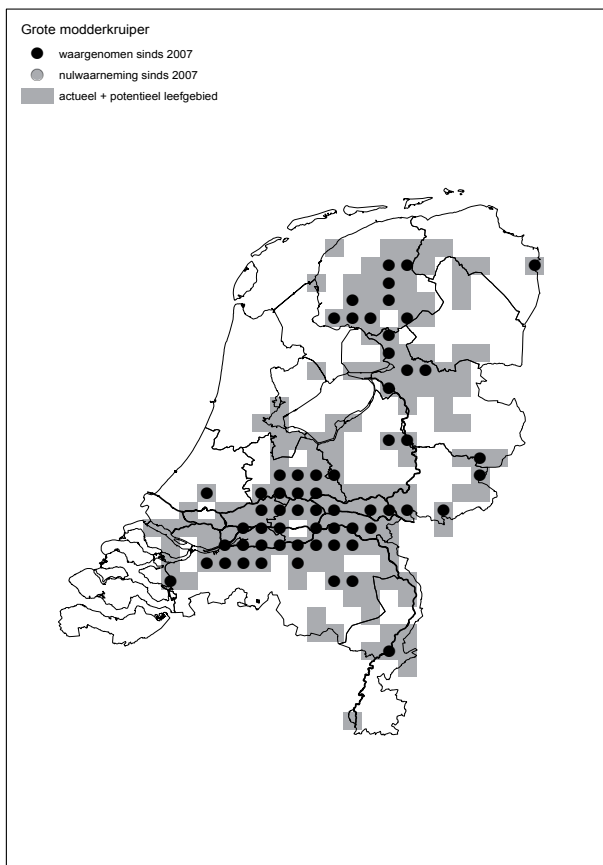 Grote modderkruiper
waargenomen sinds 2007
nulwaarneming sinds 2007
actueel + potentieel leefgebied